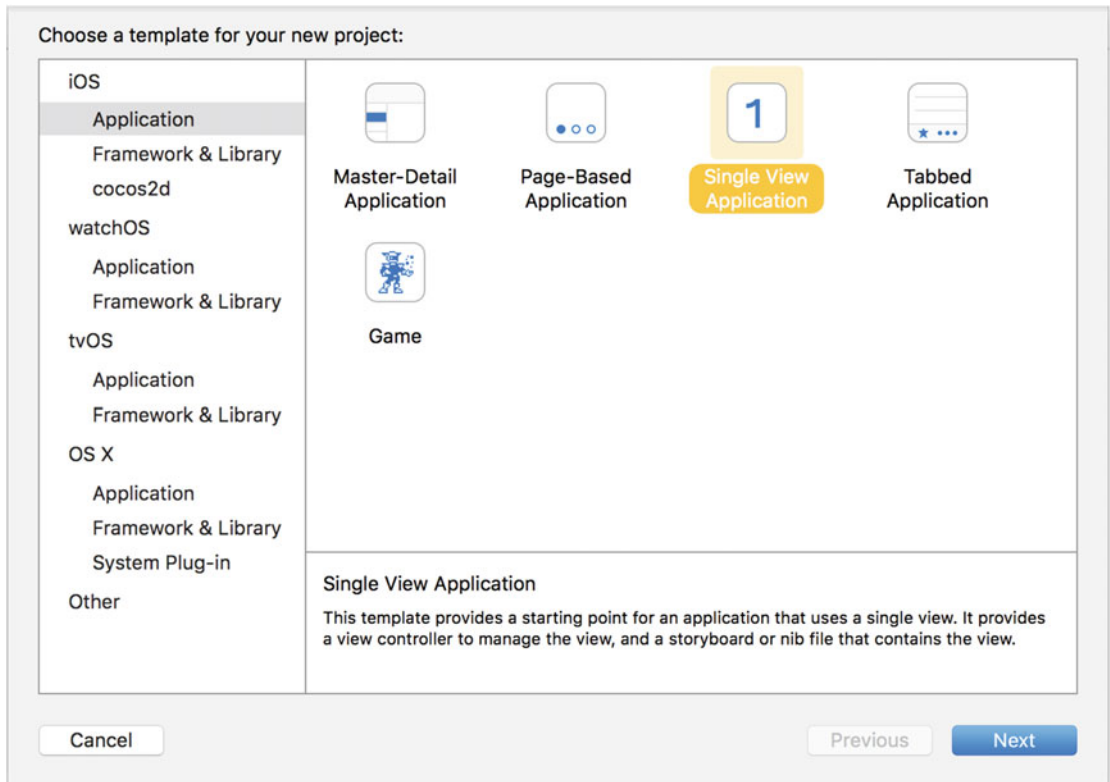 Choose a template for your new project:
iOS
Application
Framework & Library
cocos2d
watchOS
Application
Framework & Library
tvOS
Application
Framework & Library
OS X
Application
Framework & Library
System Plug-in
Other
1
Master-Detail
Application
Page-Based
Application
Single View
Application
Tabbed
Application
Game
Single View Application
This template provides a starting point for an application that uses a single view. It provides
a view controller to manage the view, and a storyboard or nib file that contains the view.
Cancel
Previous
Next